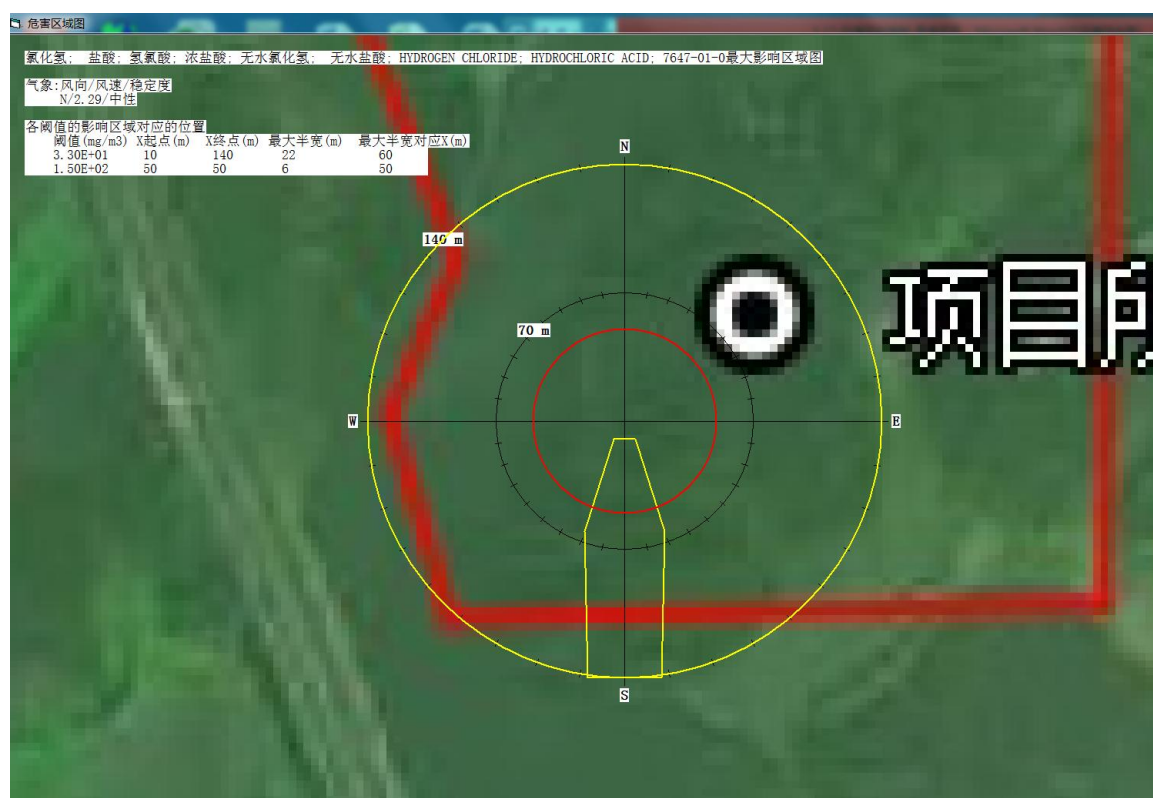 危害区域图
氯化氢； 盐酸；氢氯酸；浓盐酸；无水氯化氢； 无水盐酸；HYDROGEN CHLORIDE；HYDROCHLORIC ACID；7647-01-0最大影响区域图
气象:风向/风速/稳定度
N/2.29/中性
各阈值的影响区域对应的位置
阈值(mg/m3) X起点(m) X终点(m) 最大半宽(m) 最大半宽对应X(m)
3.30E+01 10 140 22 60
1.50E+02 50 50 6 50
N
140 m
70 m
项目所
W
E
S